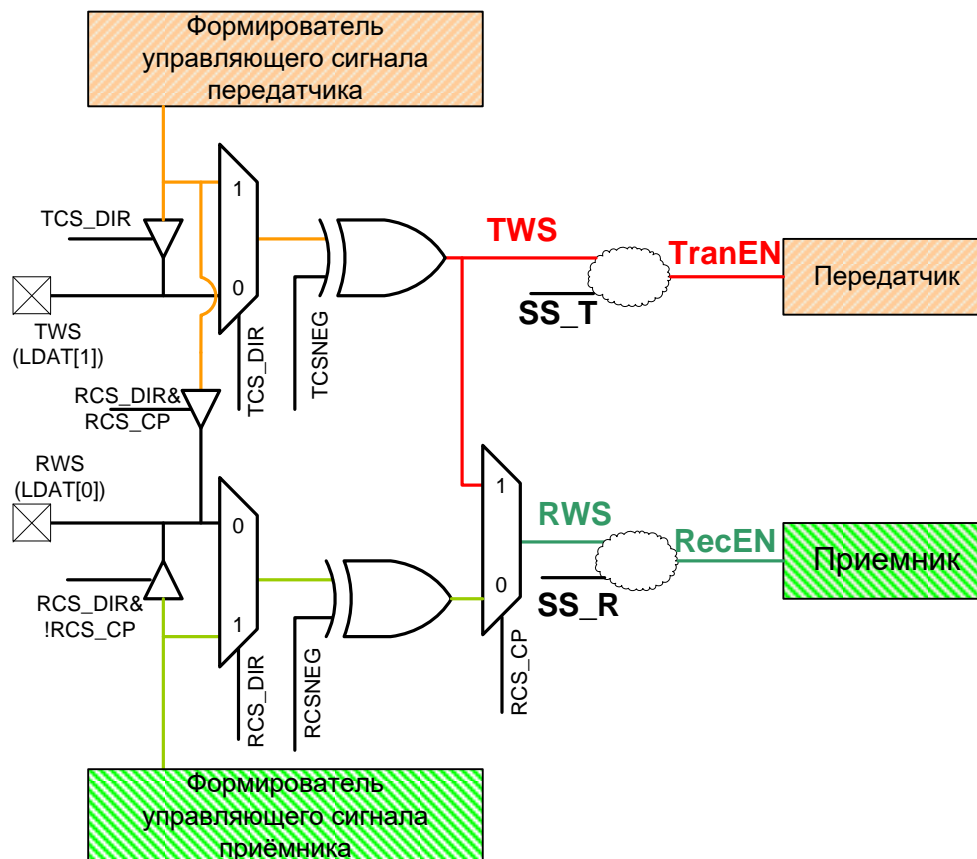 Формирователь
управляющего сигнала
передатчика
1
TCS_DIR
0
TWS
(LDAT[1])
TCS_DIR
TCSNEG
TWS
SS_T
TranEN
Передатчик
RCS_DIR&
RCS_CP
RWS
(LDAT[0])
0
1
RCS_DIR&
!RCS_CP
RCS_DIR
RCSNEG
1
0
RCS_CP
RWS
SS_R
RecEN
Приемник
Формирователь
управляющего сигнала
приёмника